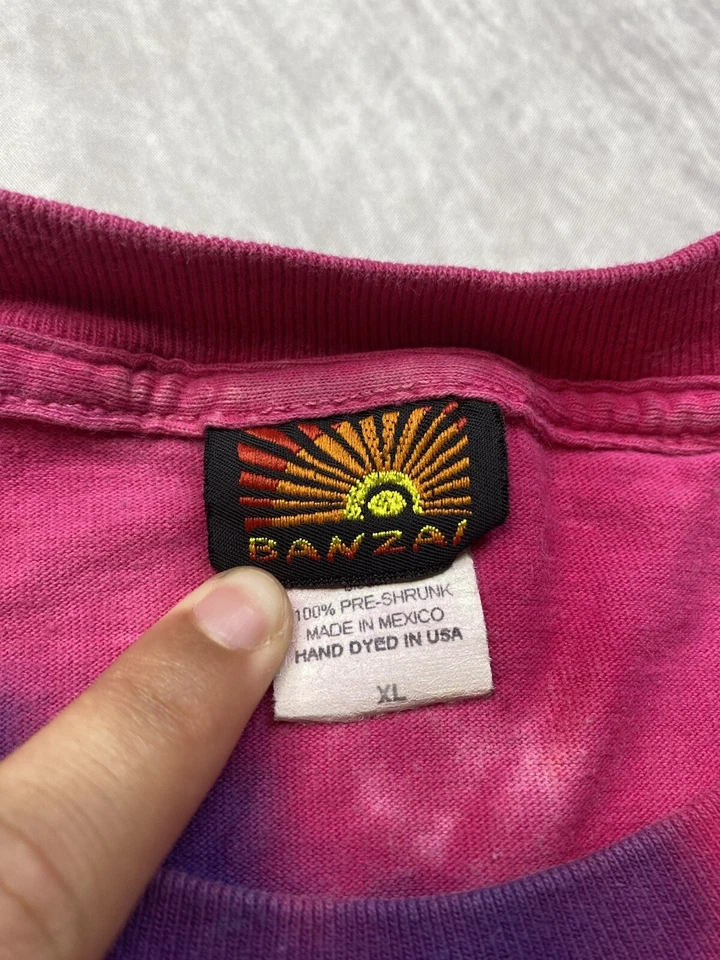 BANZAI
100% PRE-SHRUNK
MADE IN MEXICO
HAND DYED IN USA
XL